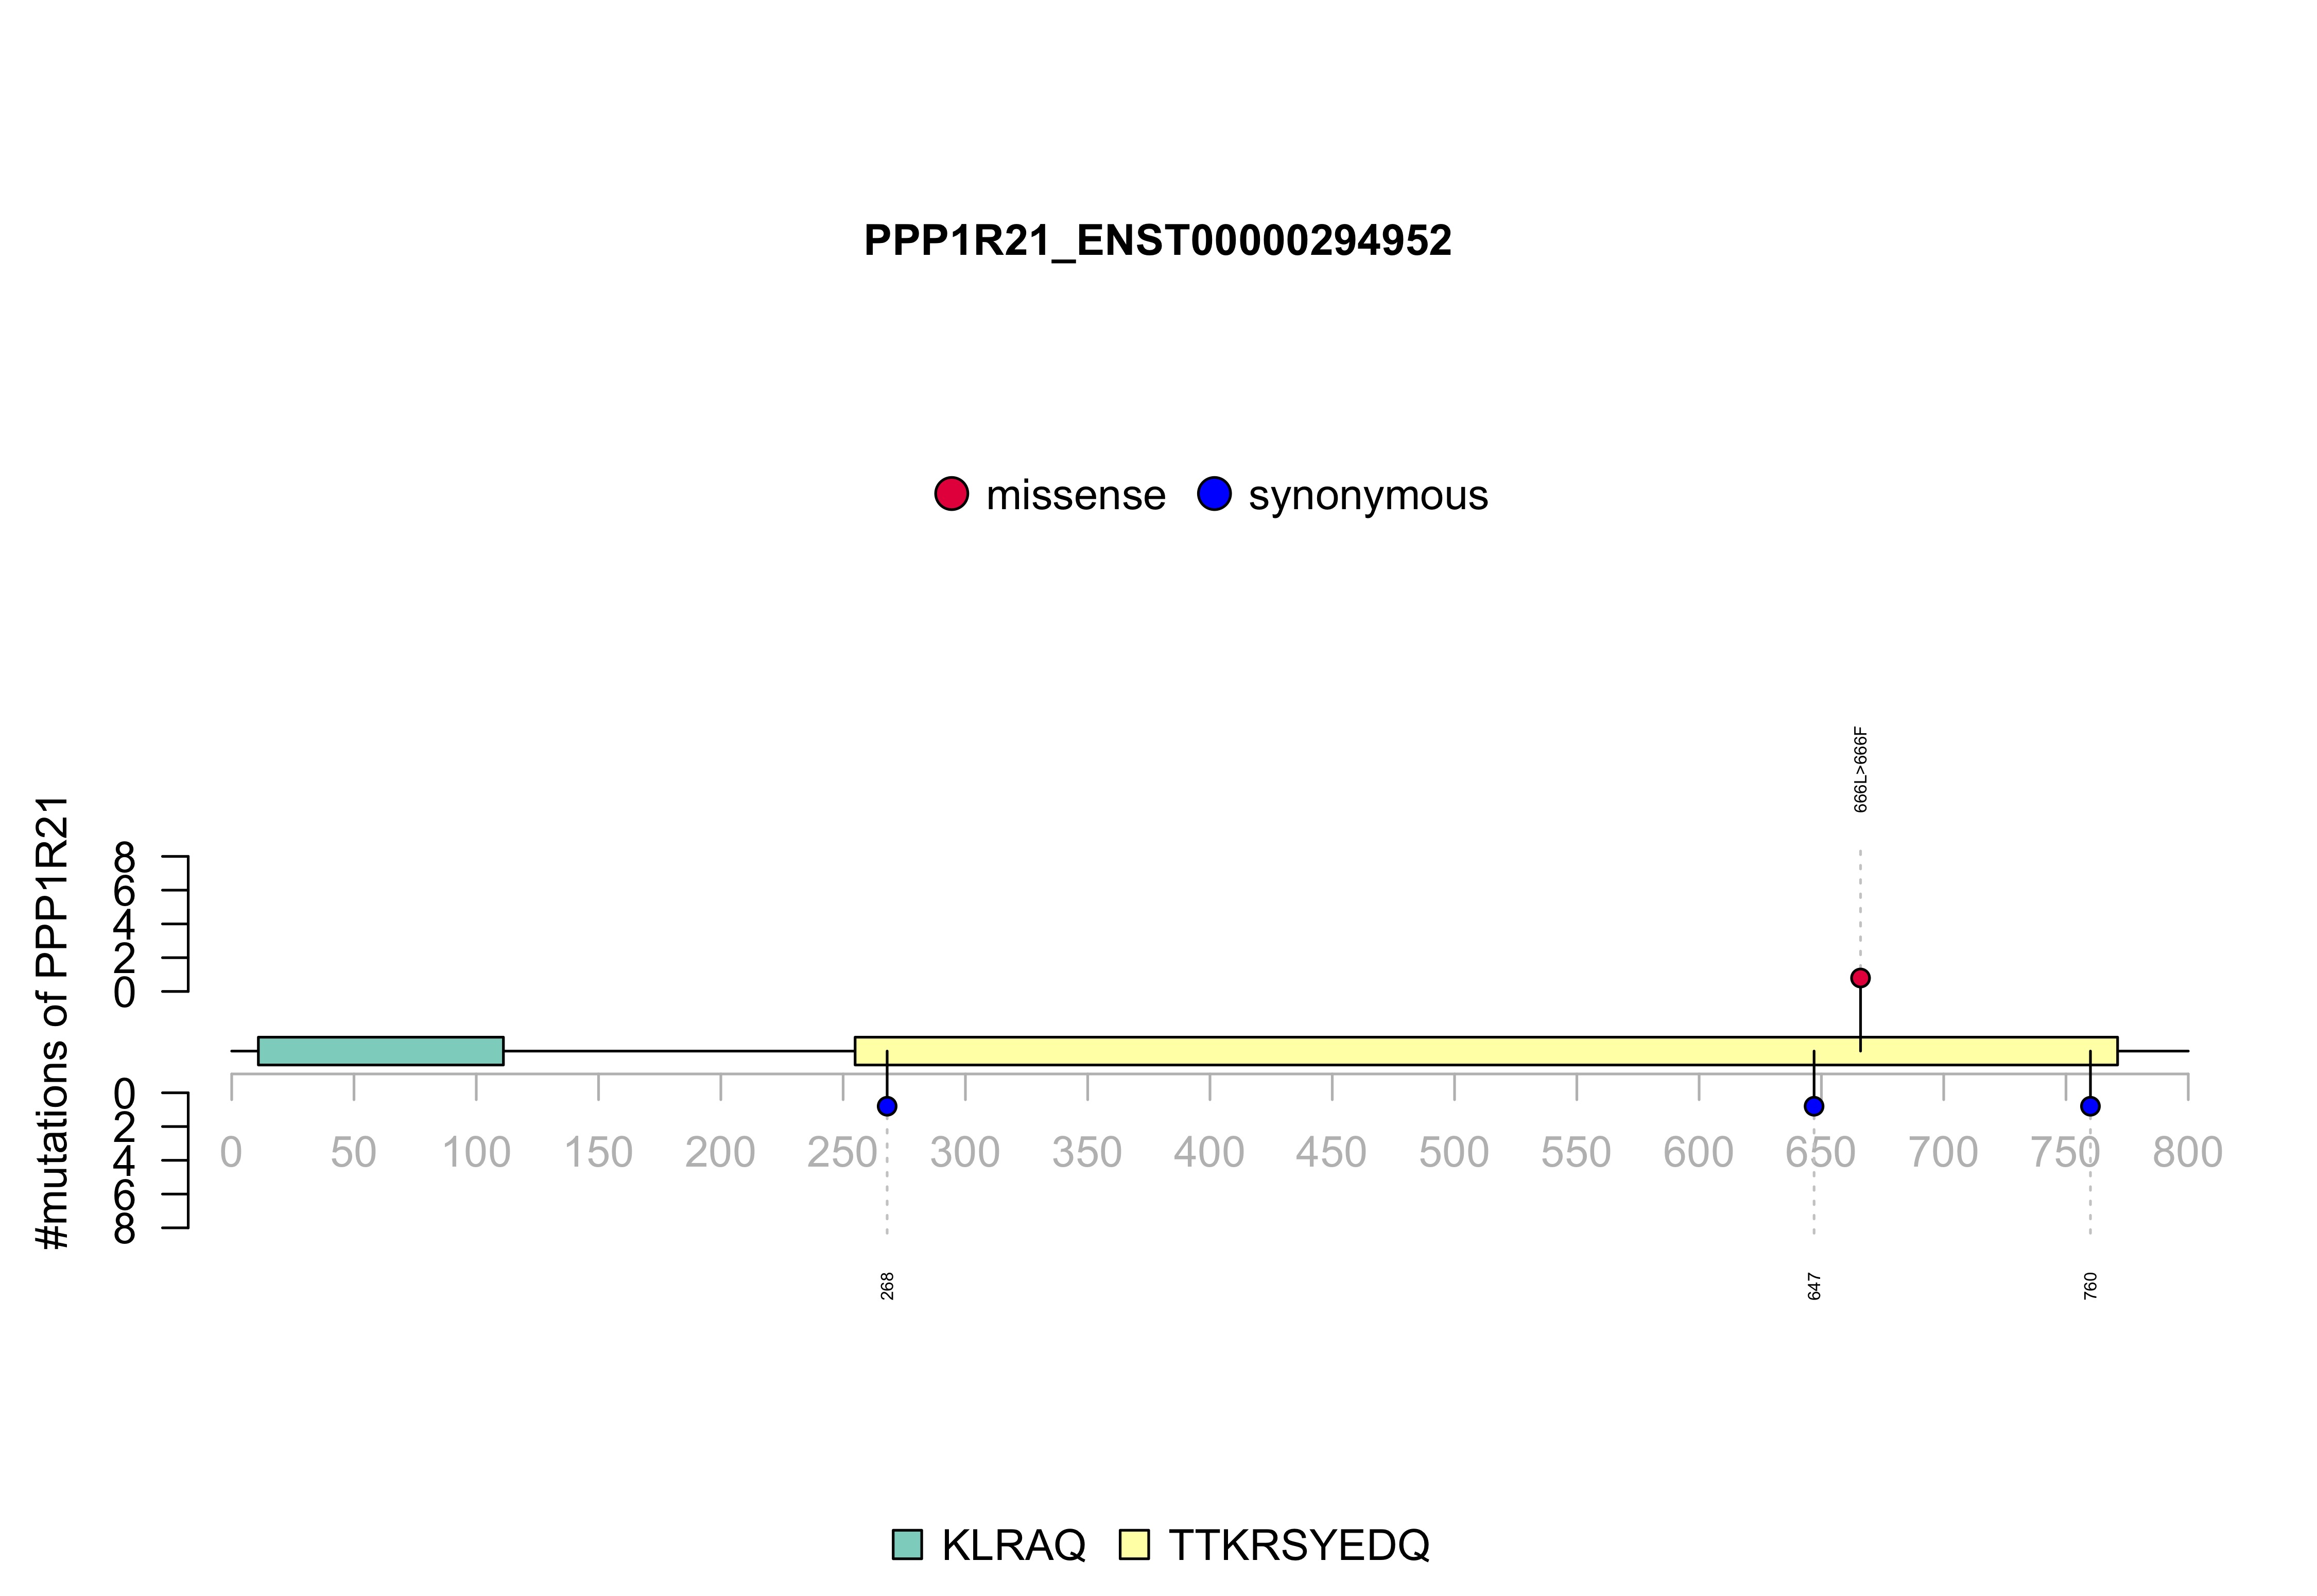 PPP1R21_ENST00000294952
missense synonymous
666L>666F
#mutations of PPP1R21
8
6
4
2
0
0
2
4
6
8
0 50 100 150 200 250 300 350 400 450 500 550 600 650 700 750 800
268 647 760
KLRAQ TTKRSYEDQ